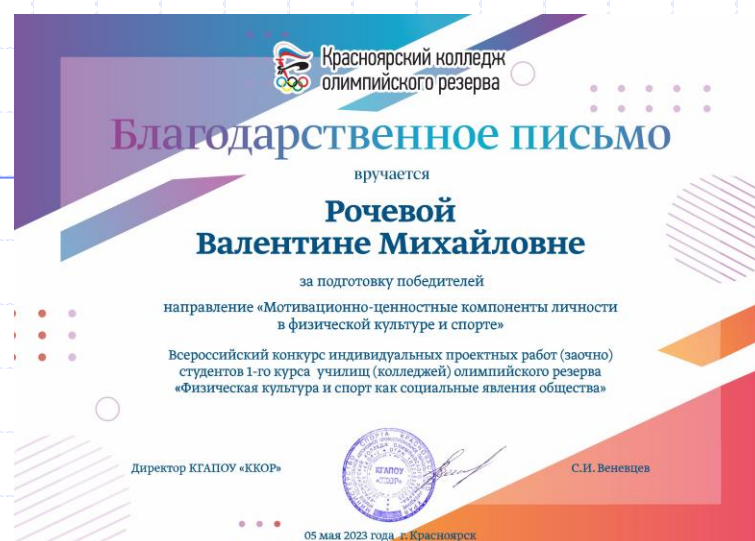 Красноярский колледж
олимпийского резерва
Благодарственное письмо
вручается
Рочевой
Валентине Михайловне
за подготовку победителей
направление «Мотивационно-ценностные компоненты личности
в физической культуре и спорте»
Всероссийский конкурс индивидуальных проектных работ (заочно)
студентов 1-го курса училищ (колледжей) олимпийского резерва
«Физическая культура и спорт как социальные явления общества»
Директор КГАПОУ «ККОР»
КГАПОУ
«ККОР»
С.И. Веневцев
05 мая 2023 года г. Красноярск